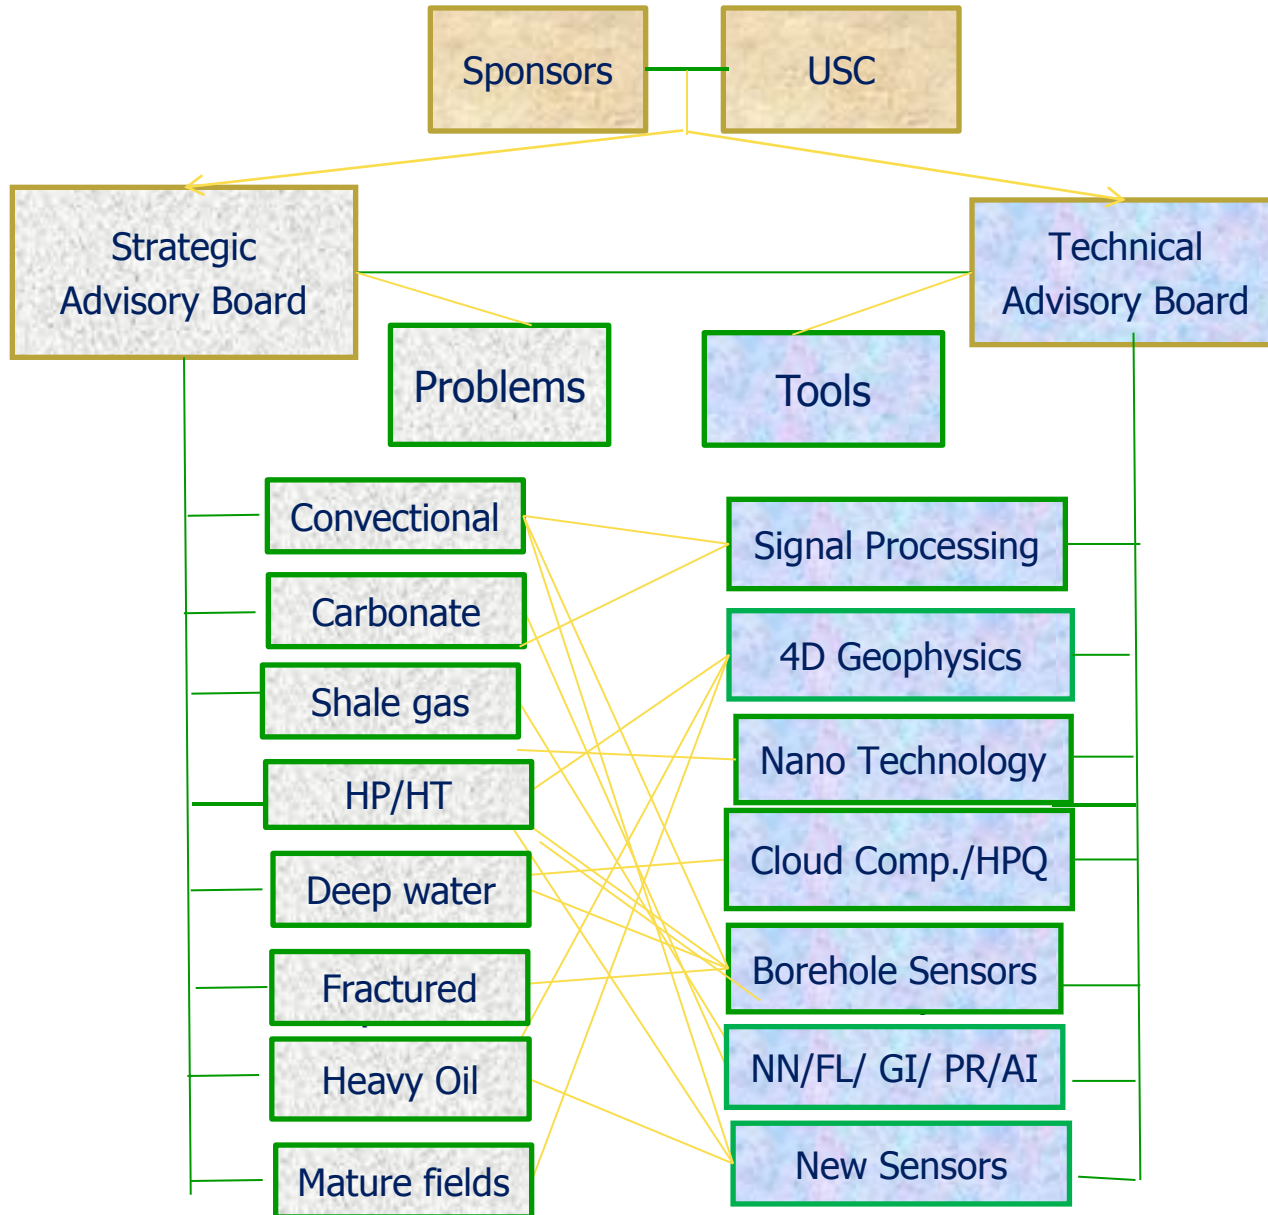 Sponsors
USC
Strategic
Advisory Board
Technical
Advisory Board
Problems
Tools
Convectional
Carbonate
Shale gas
HP/HT
Deep water
Fractured
Heavy Oil
Mature fields
Signal Processing
4D Geophysics
Nano Technology
Cloud Comp./HPQ
Borehole Sensors
NN/FL/ GI/ PR/AI
New Sensors